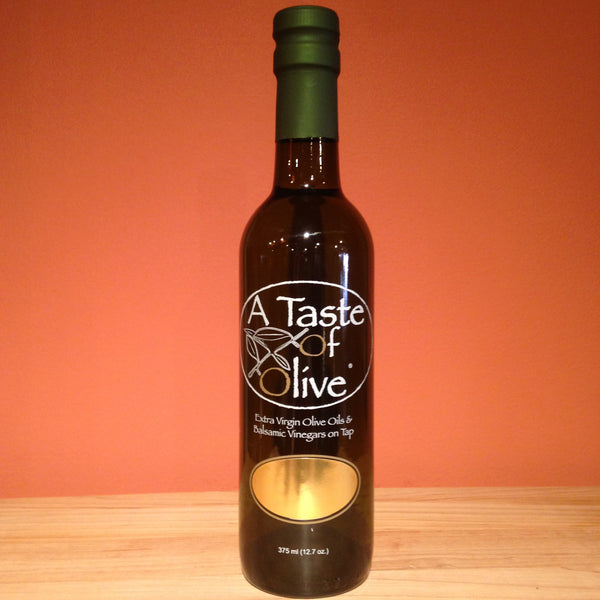 A Taste
Of
Olive®
Extra Virgin Olive Oils &
Balsamic Vinegars on Tap
375 ml (12.7 oz.)